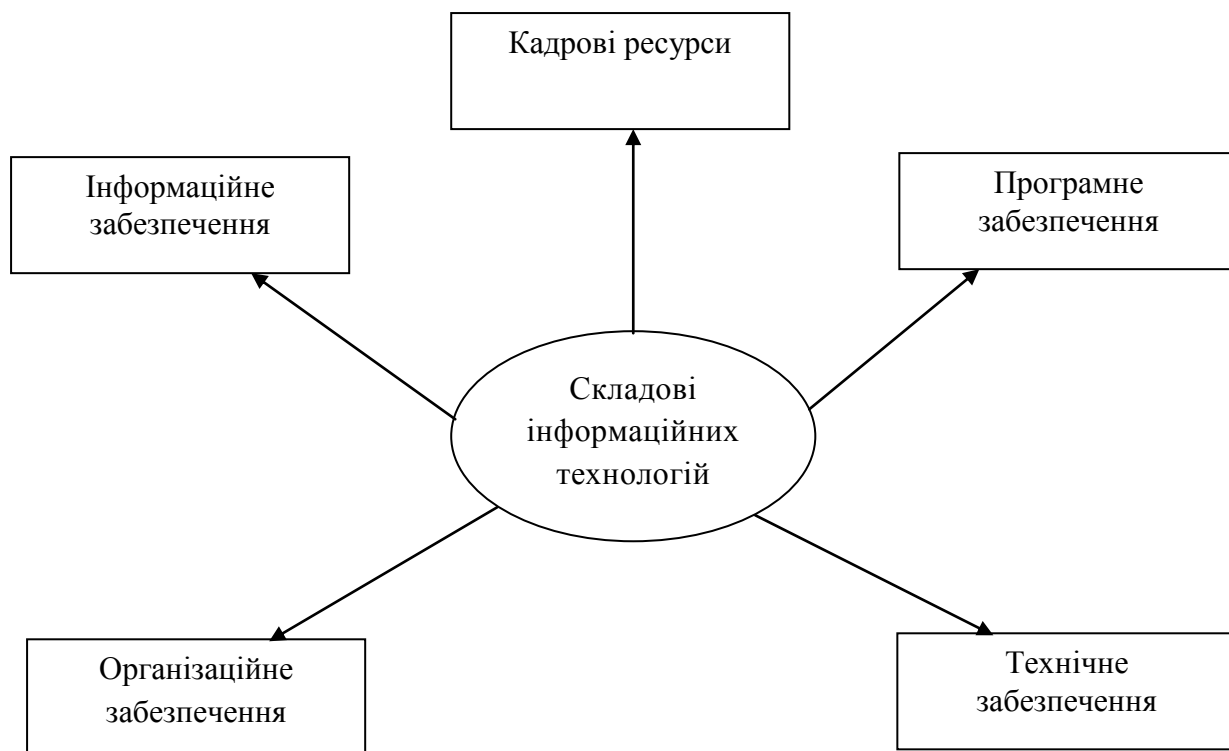 Кадрові ресурси
Інформаційне
забезпечення
Програмне
забезпечення
Складові
інформаційних
технологій
Організаційне
забезпечення
Технічне
забезпечення